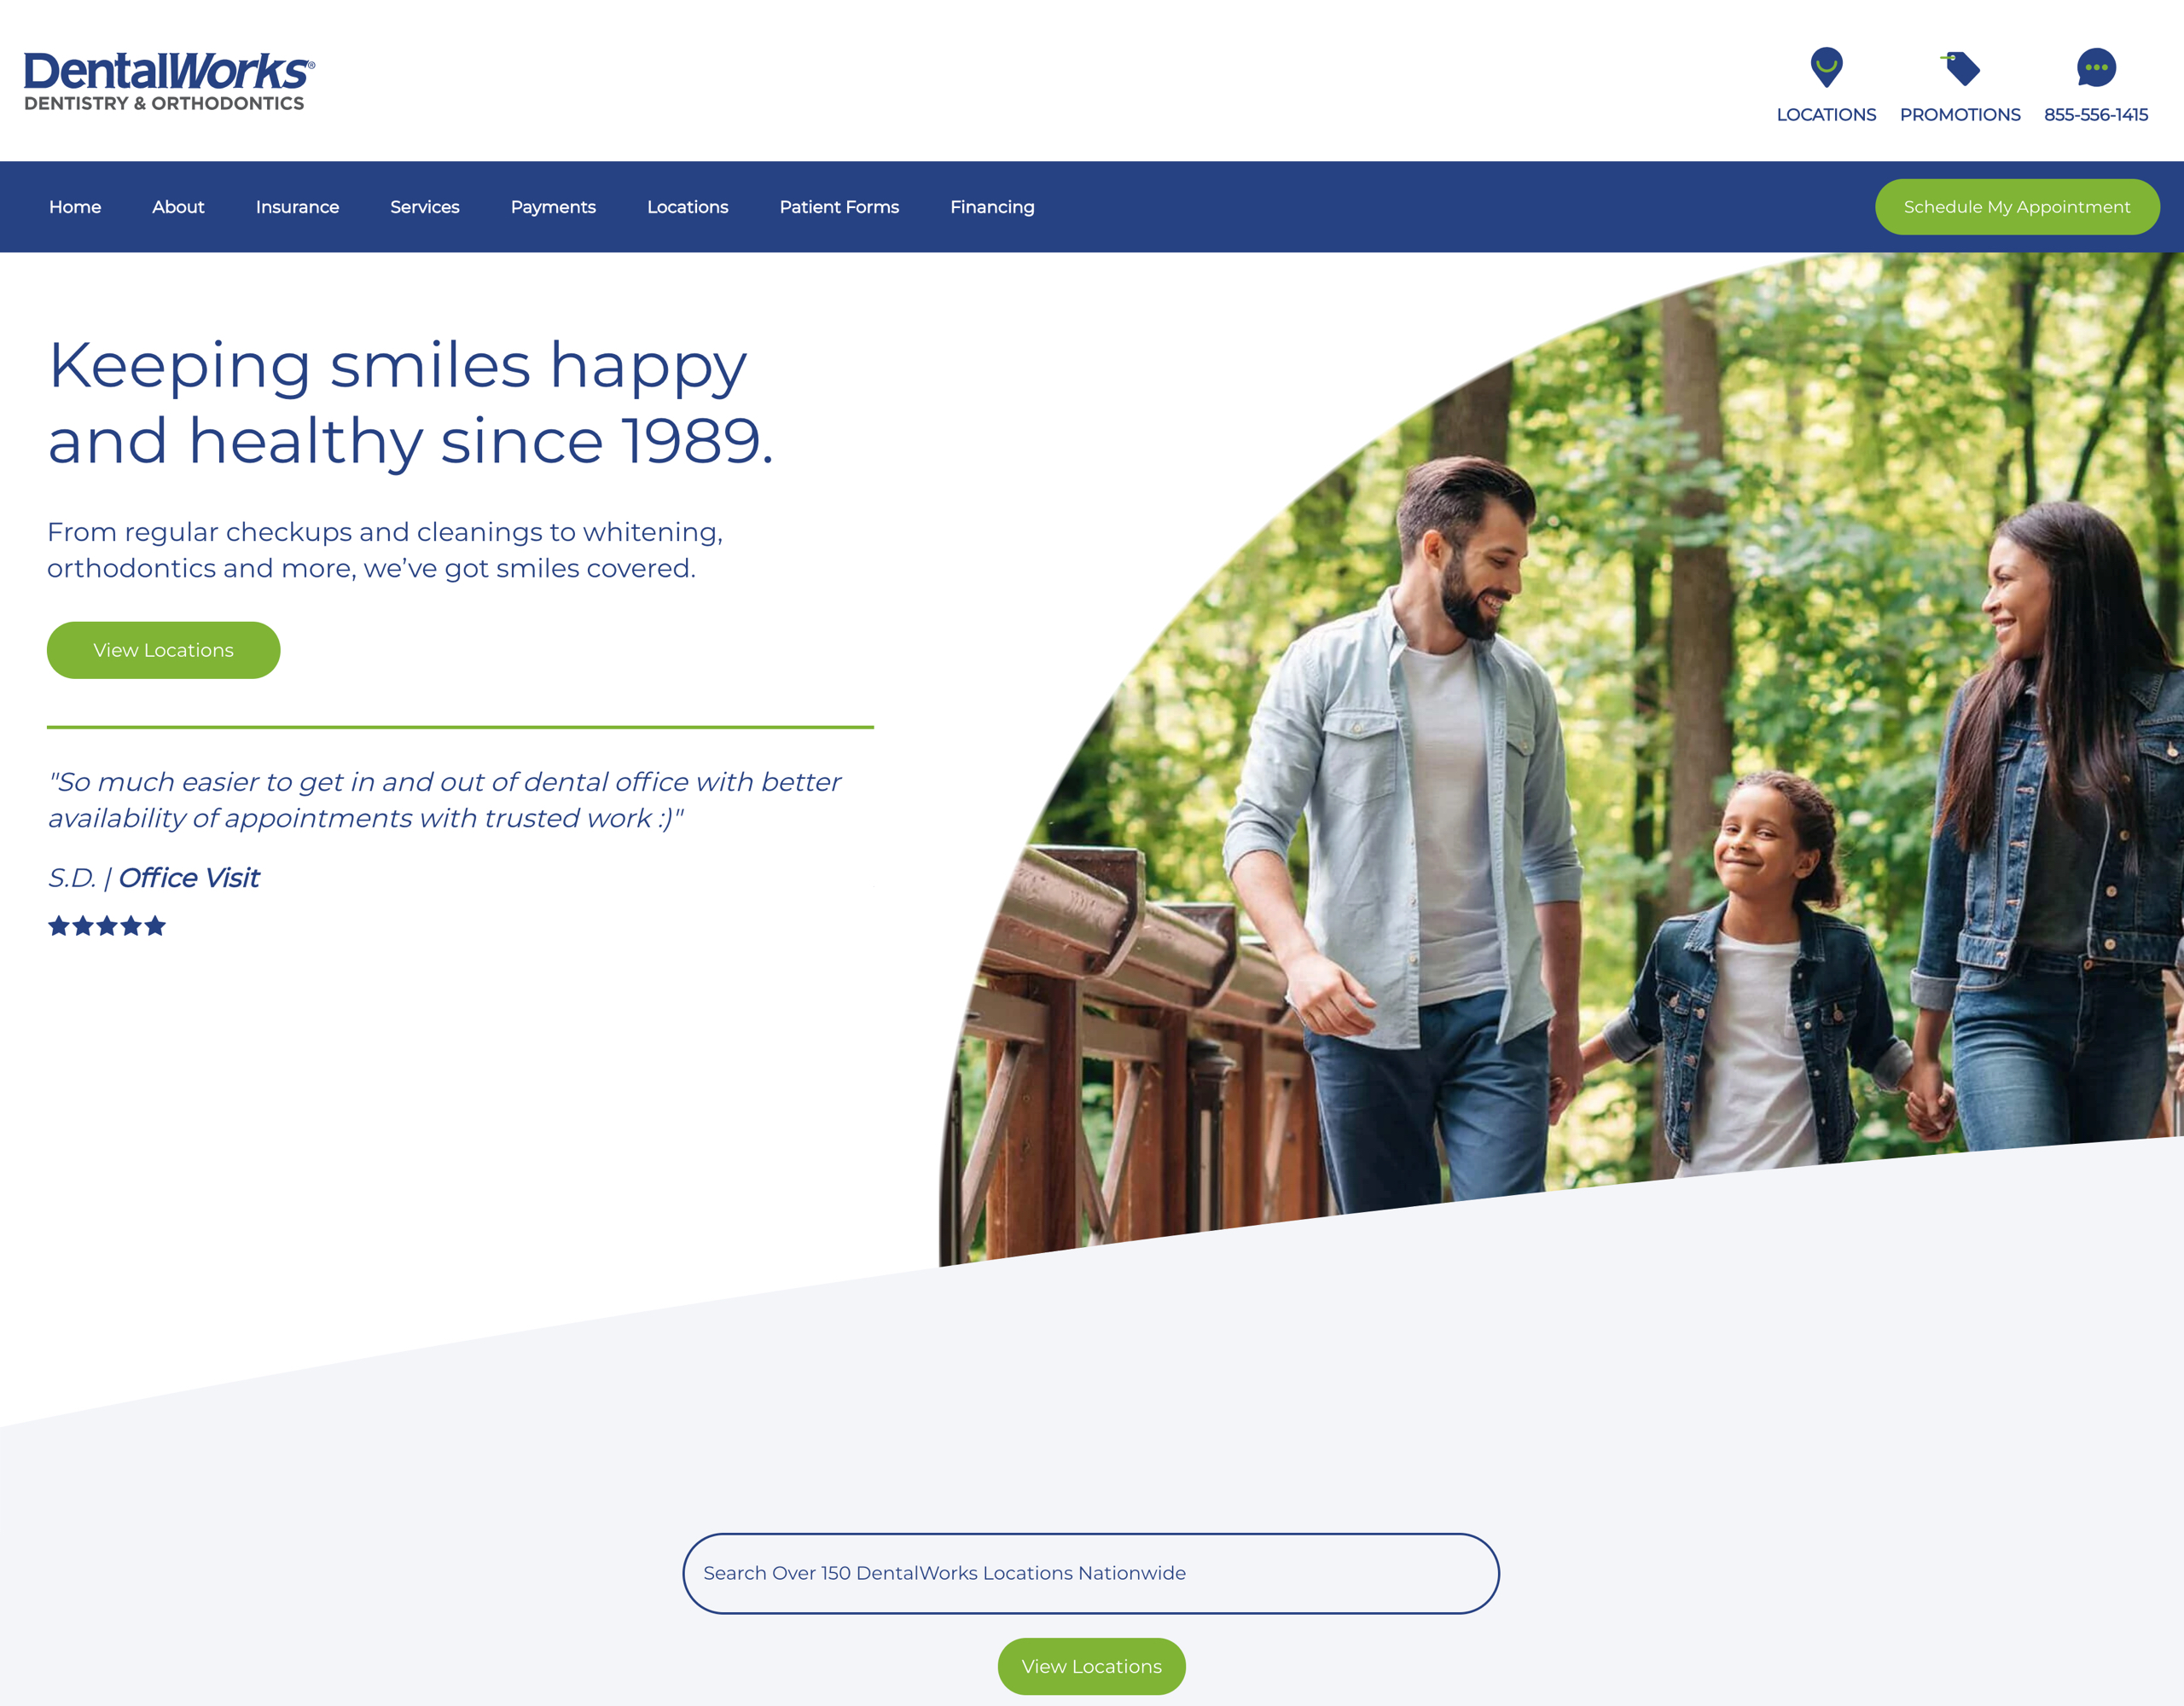 DentalWorks®
DENTISTRY & ORTHODONTICS
LOCATIONS
PROMOTIONS
855-556-1415
Home
About
Insurance
Services
Payments
Locations
Patient Forms
Financing
Schedule My Appointment
Keeping smiles happy
and healthy since 1989.
From regular checkups and cleanings to whitening,
orthodontics and more, we’ve got smiles covered.
View Locations
"So much easier to get in and out of dental office with better
availability of appointments with trusted work :)"
S.D. | Office Visit
Search Over 150 DentalWorks Locations Nationwide
View Locations